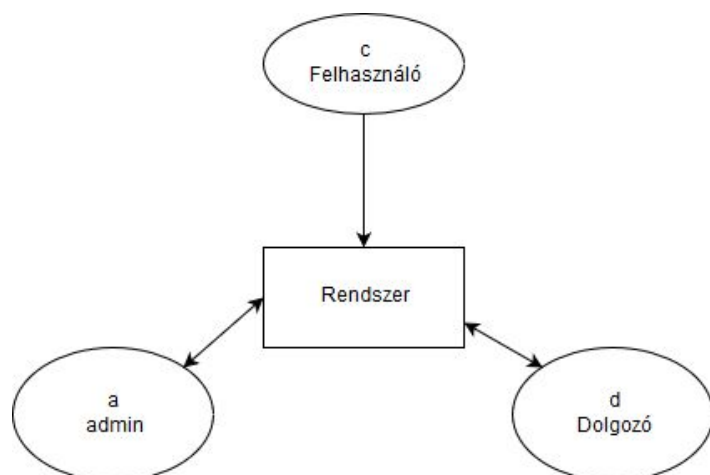 c
Felhasználó
Rendszer
a
admin
d
Dolgozó